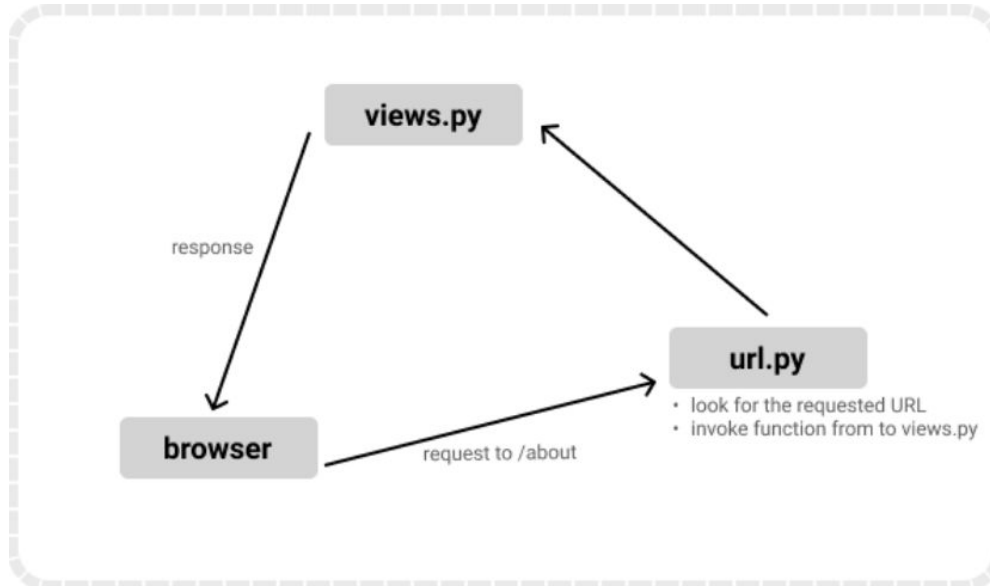 views.py
response
url.py
• look for the requested URL
• invoke function from to views.py
browser
request to /about